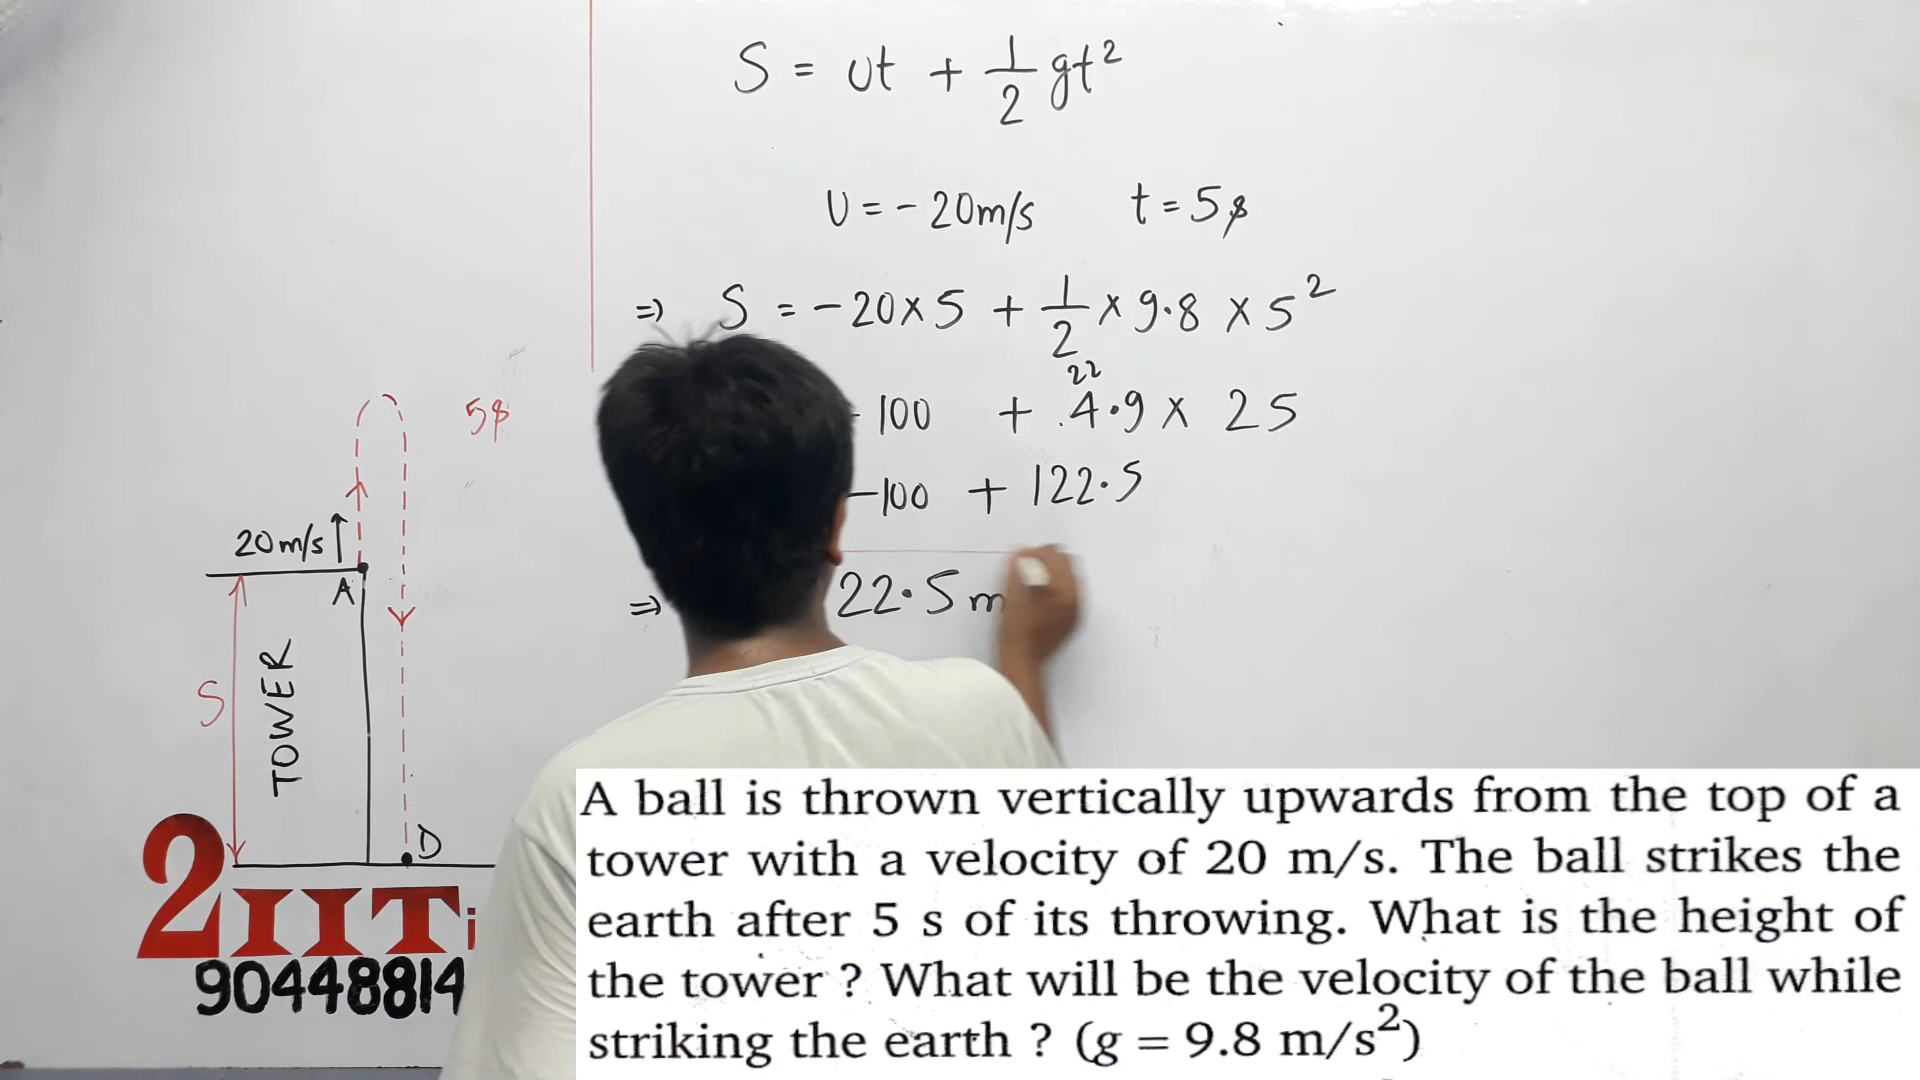 S = ut + 1/2 gt²
U = - 20m/s t = 5s
⇒ S = -20 × 5 + 1/2 × 9.8 × 5²
22
100 + 4.9 × 25
-100 + 122.5
⇒ 22.5 m
5s
20m/s
A
S
TOWER
D
2IITi
90448814
A ball is thrown vertically upwards from the top of a
tower with a velocity of 20 m/s. The ball strikes the
earth after 5 s of its throwing. What is the height of
the tower ? What will be the velocity of the ball while
striking the earth ? (g = 9.8 m/s²)